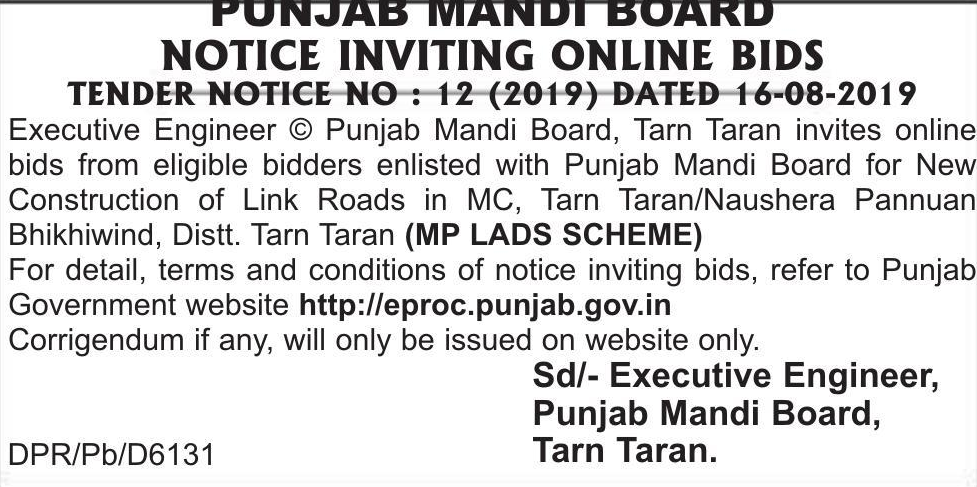 PUNJAB MANDI BOARD
NOTICE INVITING ONLINE BIDS
TENDER NOTICE NO : 12 (2019) DATED 16-08-2019
Executive Engineer © Punjab Mandi Board, Tarn Taran invites online
bids from eligible bidders enlisted with Punjab Mandi Board for New
Construction of Link Roads in MC, Tarn Taran/Naushera Pannuan
Bhikhiwind, Distt. Tarn Taran (MP LADS SCHEME)
For detail, terms and conditions of notice inviting bids, refer to Punjab
Government website http://eproc.punjab.gov.in
Corrigendum if any, will only be issued on website only.
Sd/- Executive Engineer,
Punjab Mandi Board,
Tarn Taran.
DPR/Pb/D6131